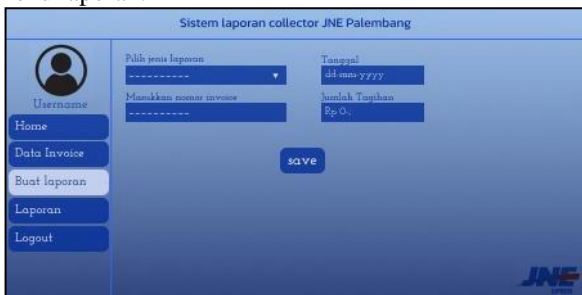 Sistem laporan collector JNE Palembang
Username
Home
Data Invoice
Buat laporan
Laporan
Logout
Pilih jenis laporan
----------
Tanggal
dd-mm-yyyy
Masukkan nomor invoice
----------
Jumlah Tagihan
Rp 0,-
save
JNE
EXPRESS